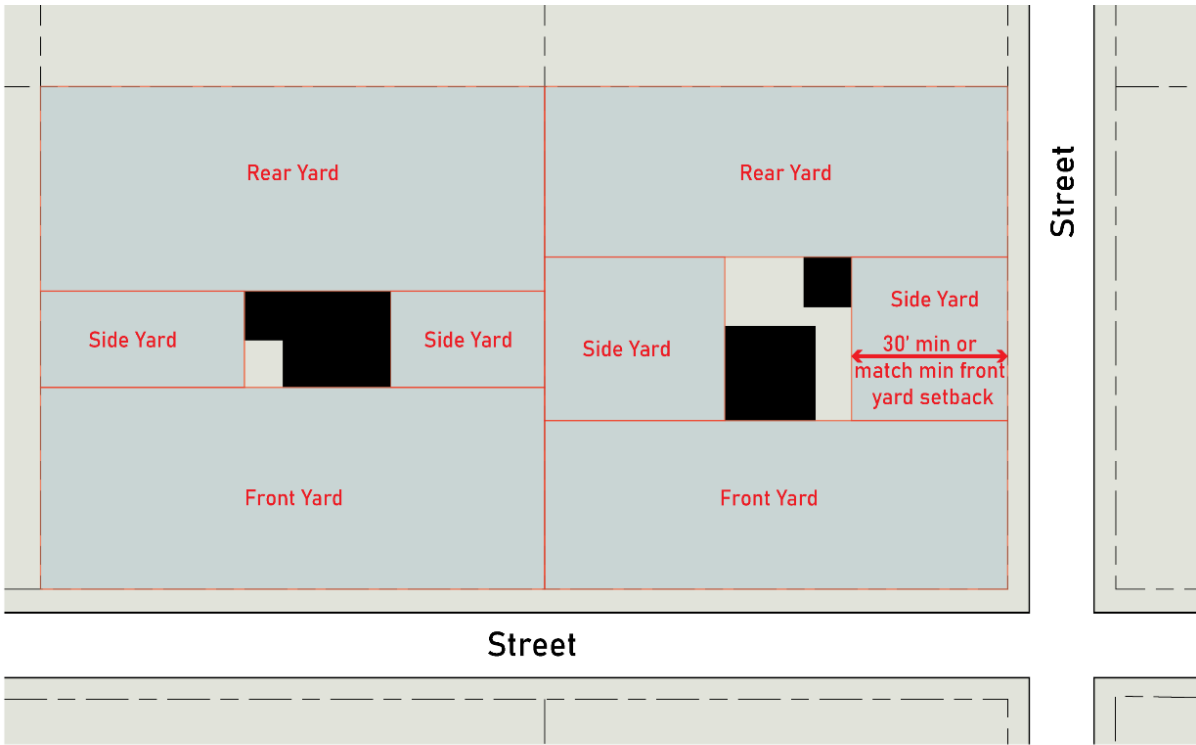 Rear Yard
Rear Yard
Street
Side Yard
Side Yard
Side Yard
Side Yard
30' min or
match min front
yard setback
Front Yard
Front Yard
Street